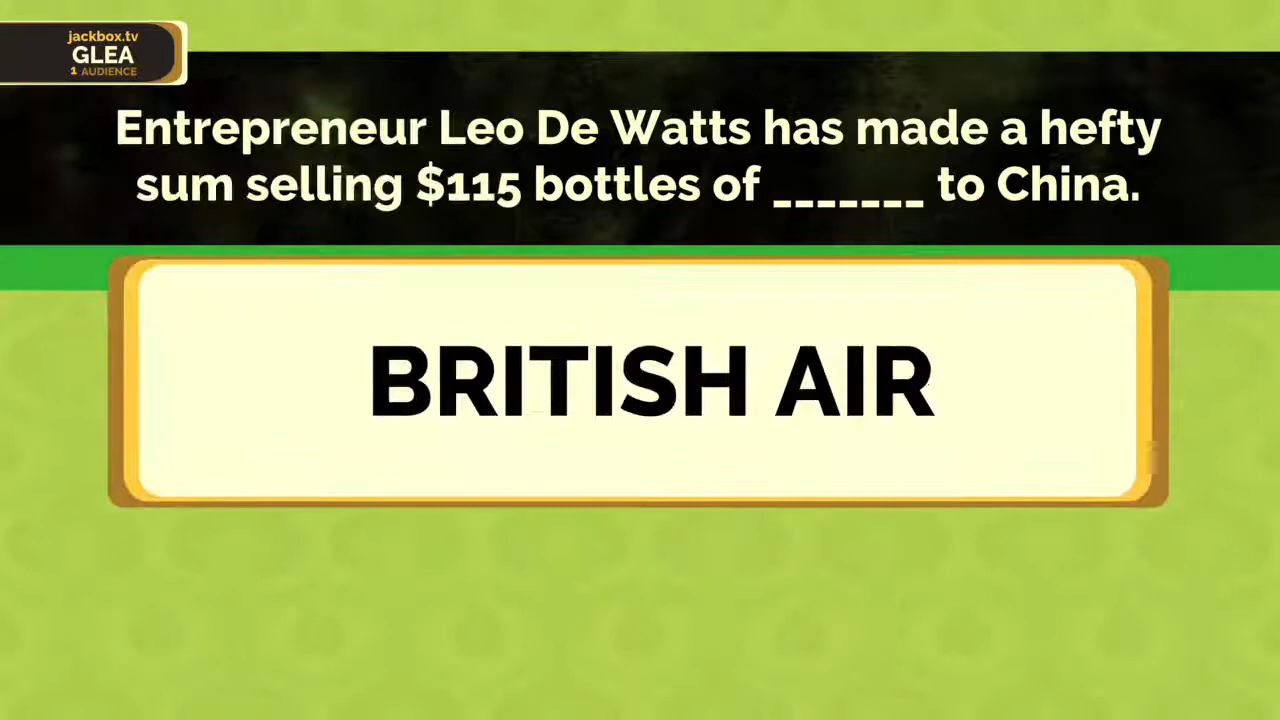 jackbox.tv
GLEA
1 AUDIENCE
Entrepreneur Leo De Watts has made a hefty
sum selling $115 bottles of _______ to China.
BRITISH AIR